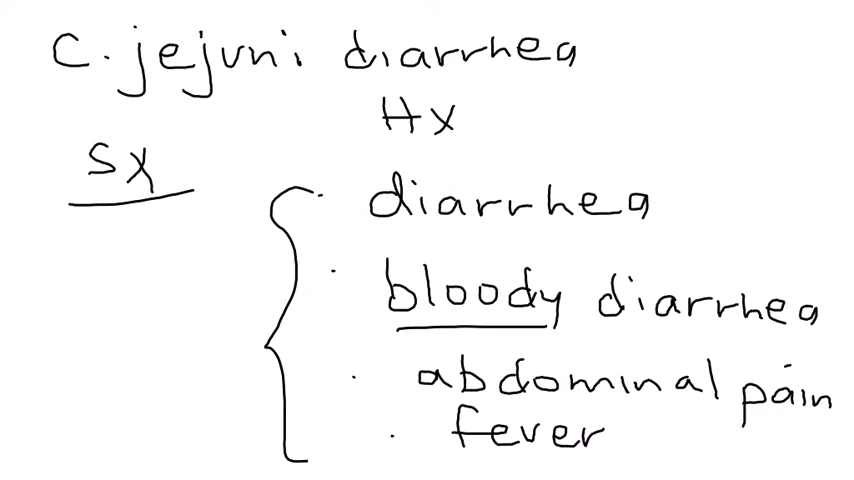 C. jejuni diarrhea
Hx
Sx
diarrhea
bloody diarrhea
abdominal pain
fever